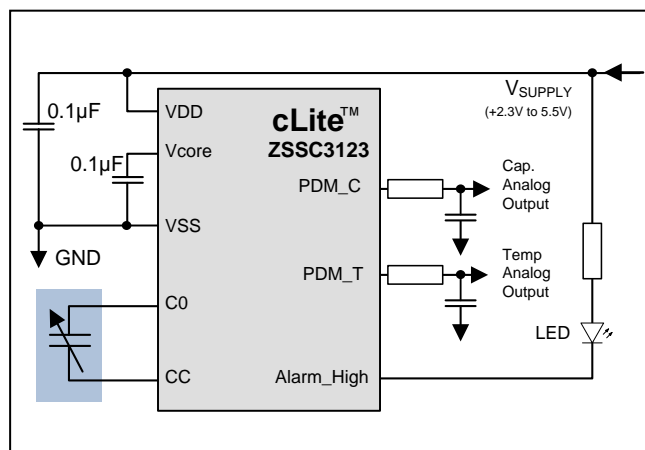 VSUPPLY
(+2.3V to 5.5V)
0.1µF
VDD
cLite™
ZSSC3123
0.1µF
Vcore
PDM_C
Cap.
Analog
Output
VSS
GND
PDM_T
Temp
Analog
Output
C0
LED
CC
Alarm_High